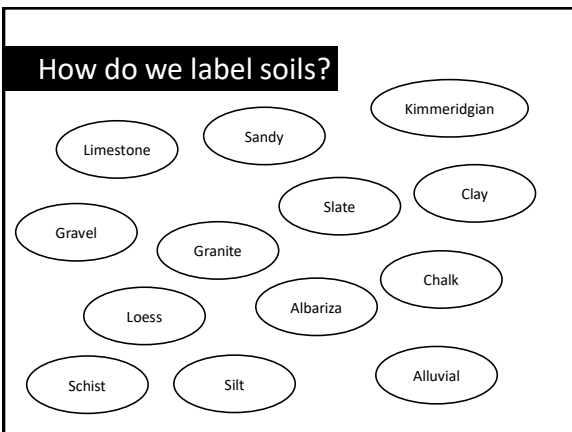 How do we label soils?
Kimmeridgian
Sandy
Limestone
Clay
Slate
Gravel
Granite
Chalk
Albariza
Loess
Alluvial
Schist
Silt